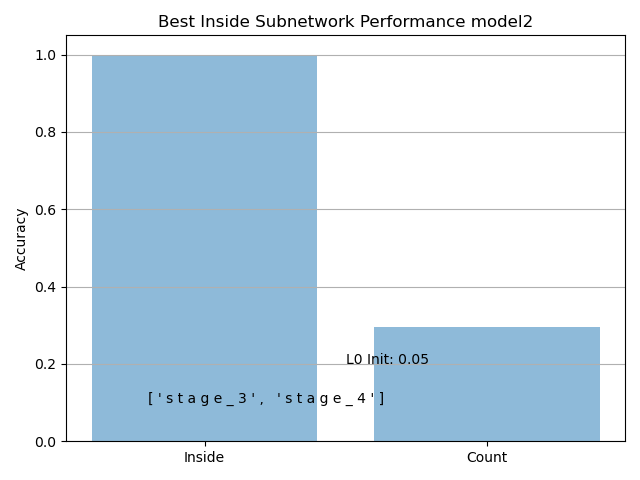 Best Inside Subnetwork Performance model2
Accuracy
1.0
0.8
0.6
0.4
0.2
0.0
L0 Init: 0.05
['stage_3', 'stage_4']
Inside
Count